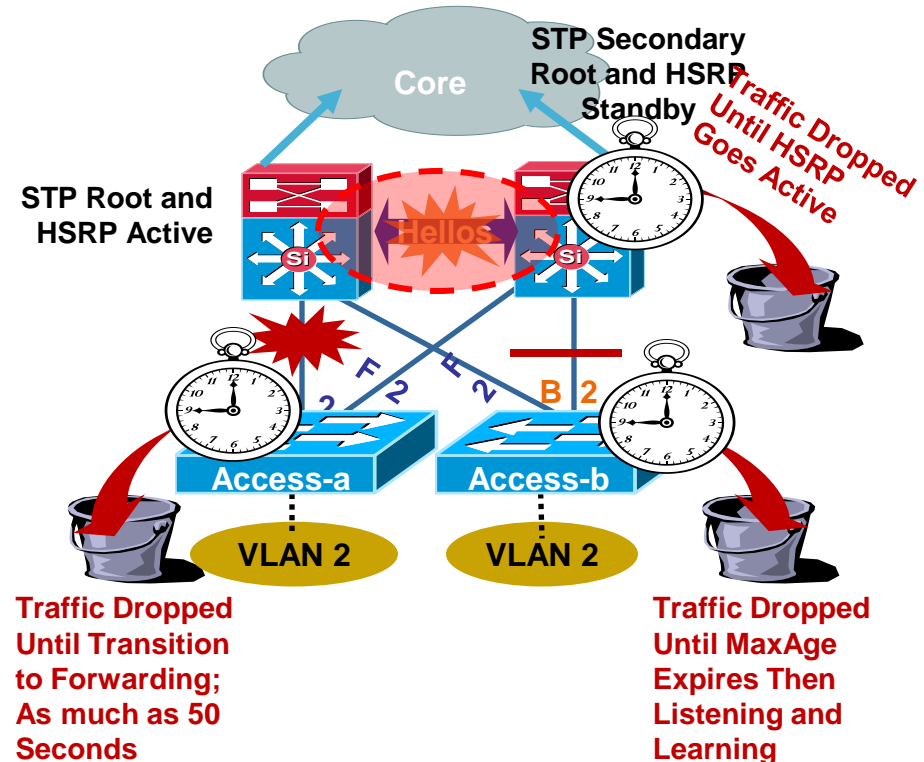 STP Secondary
Root and HSRP
Standby
Core
Traffic Dropped
Until HSRP
Goes Active
STP Root and
HSRP Active
Hellos
Si
Si
F
2
F
2
2
B 2
Access-a
Access-b
VLAN 2
VLAN 2
Traffic Dropped
Until Transition
to Forwarding;
As much as 50
Seconds
Traffic Dropped
Until MaxAge
Expires Then
Listening and
Learning